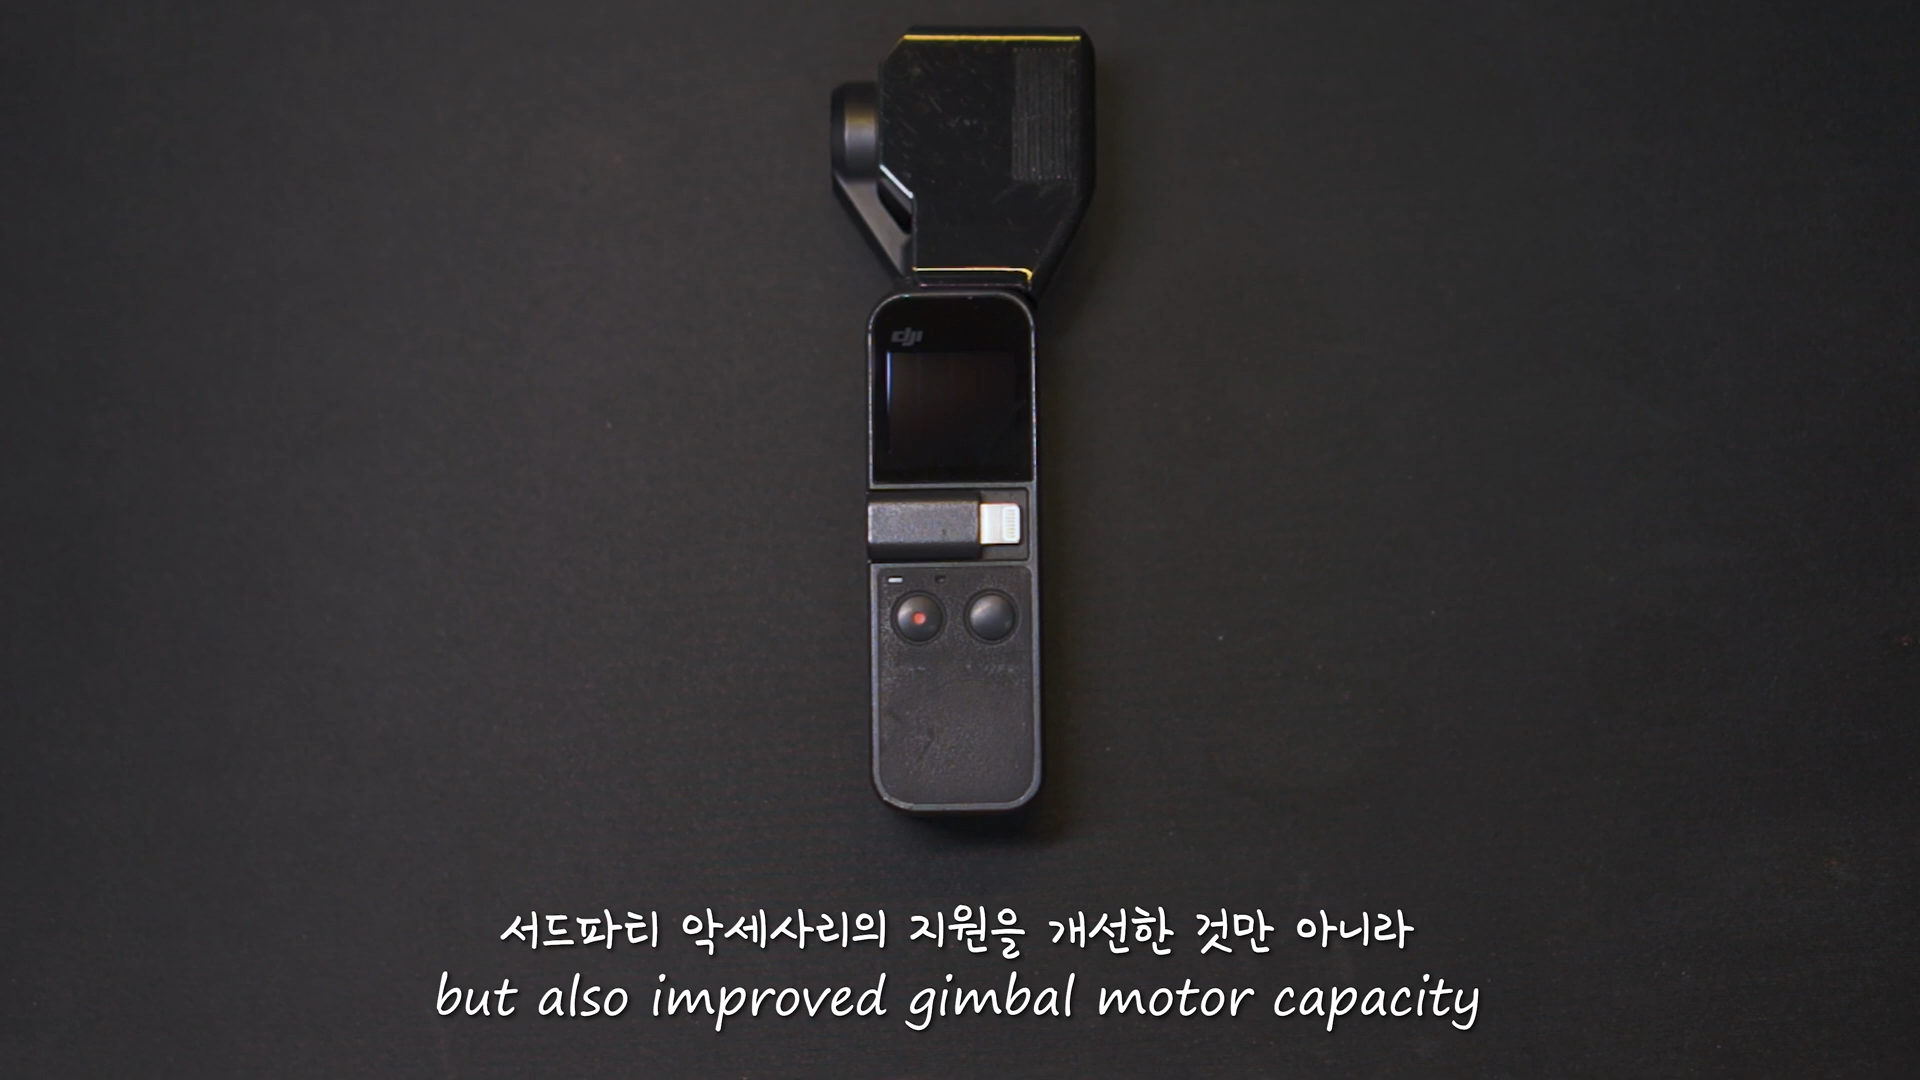 dji
서드파티 악세사리의 지원을 개선한 것만 아니라
but also improved gimbal motor capacity